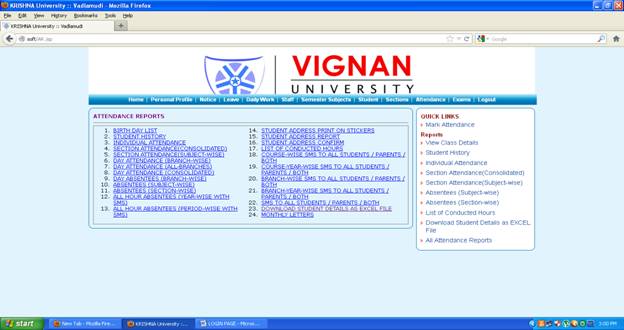 KRISHNA University :: Vadlamudi - Mozilla Firefox
File Edit View History Bookmarks Tools Help
KRISHNA University :: Vadlamudi
Google
VIGNAN
UNIVERSITY
Home | Personal Profile | Notice | Leave | Daily Work | Staff | Semester Subjects | Student | Sections | Attendance | Exams | Logout
ATTENDANCE REPORTS
1. BIRTH DAY LIST
2. STUDENT HISTORY
3. INDIVIDUAL ATTENDANCE
4. SECTION ATTENDANCE(CONSOLIDATED)
5. SECTION ATTENDANCE(SUBJECT-WISE)
6. DAY ATTENDANCE (BRANCH-WISE)
7. DAY ATTENDANCE (ALL-BRANCHES)
8. DAY ATTENDANCE (CONSOLIDATED)
9. DAY ABSENTEES (BRANCH-WISE)
10. ABSENTEES (SUBJECT-WISE)
11. ABSENTEES (SECTION-WISE)
12. ALL HOUR ABSENTEES (YEAR-WISE WITH
SMS)
13. ALL HOUR ABSENTEES (PERIOD-WISE WITH
SMS)
14. STUDENT ADDRESS PRINT ON STICKERS
15. STUDENT ADDRESS REPORT
16. STUDENT ADDRESS CONFIRM
17. LIST OF CONDUCTED HOURS
18. COURSE-WISE SMS TO ALL STUDENTS / PARENTS /
BOTH
19. COURSE-YEAR-WISE SMS TO ALL STUDENTS /
PARENTS / BOTH
20. BRANCH-WISE SMS TO ALL STUDENTS / PARENTS /
BOTH
21. BRANCH-YEAR-WISE SMS TO ALL STUDENTS /
PARENTS / BOTH
22. SMS TO ALL STUDENTS / PARENTS / BOTH
23. DOWNLOAD STUDENT DETAILS AS EXCEL FILE
24. MONTHLY LETTERS
QUICK LINKS
Mark Attendance
Reports
View Class Details
Student History
Individual Attendance
Section Attendance(Consolidated)
Section Attendance(Subject-wise)
Absentees (Subject-wise)
Absentees (Section-wise)
List of Conducted Hours
Download Student Details as EXCEL
File
All Attendance Reports
start
New Tab - Mozilla Fire...
KRISHNA University ::...
LOGIN PAGE - Micros...
3:00 PM